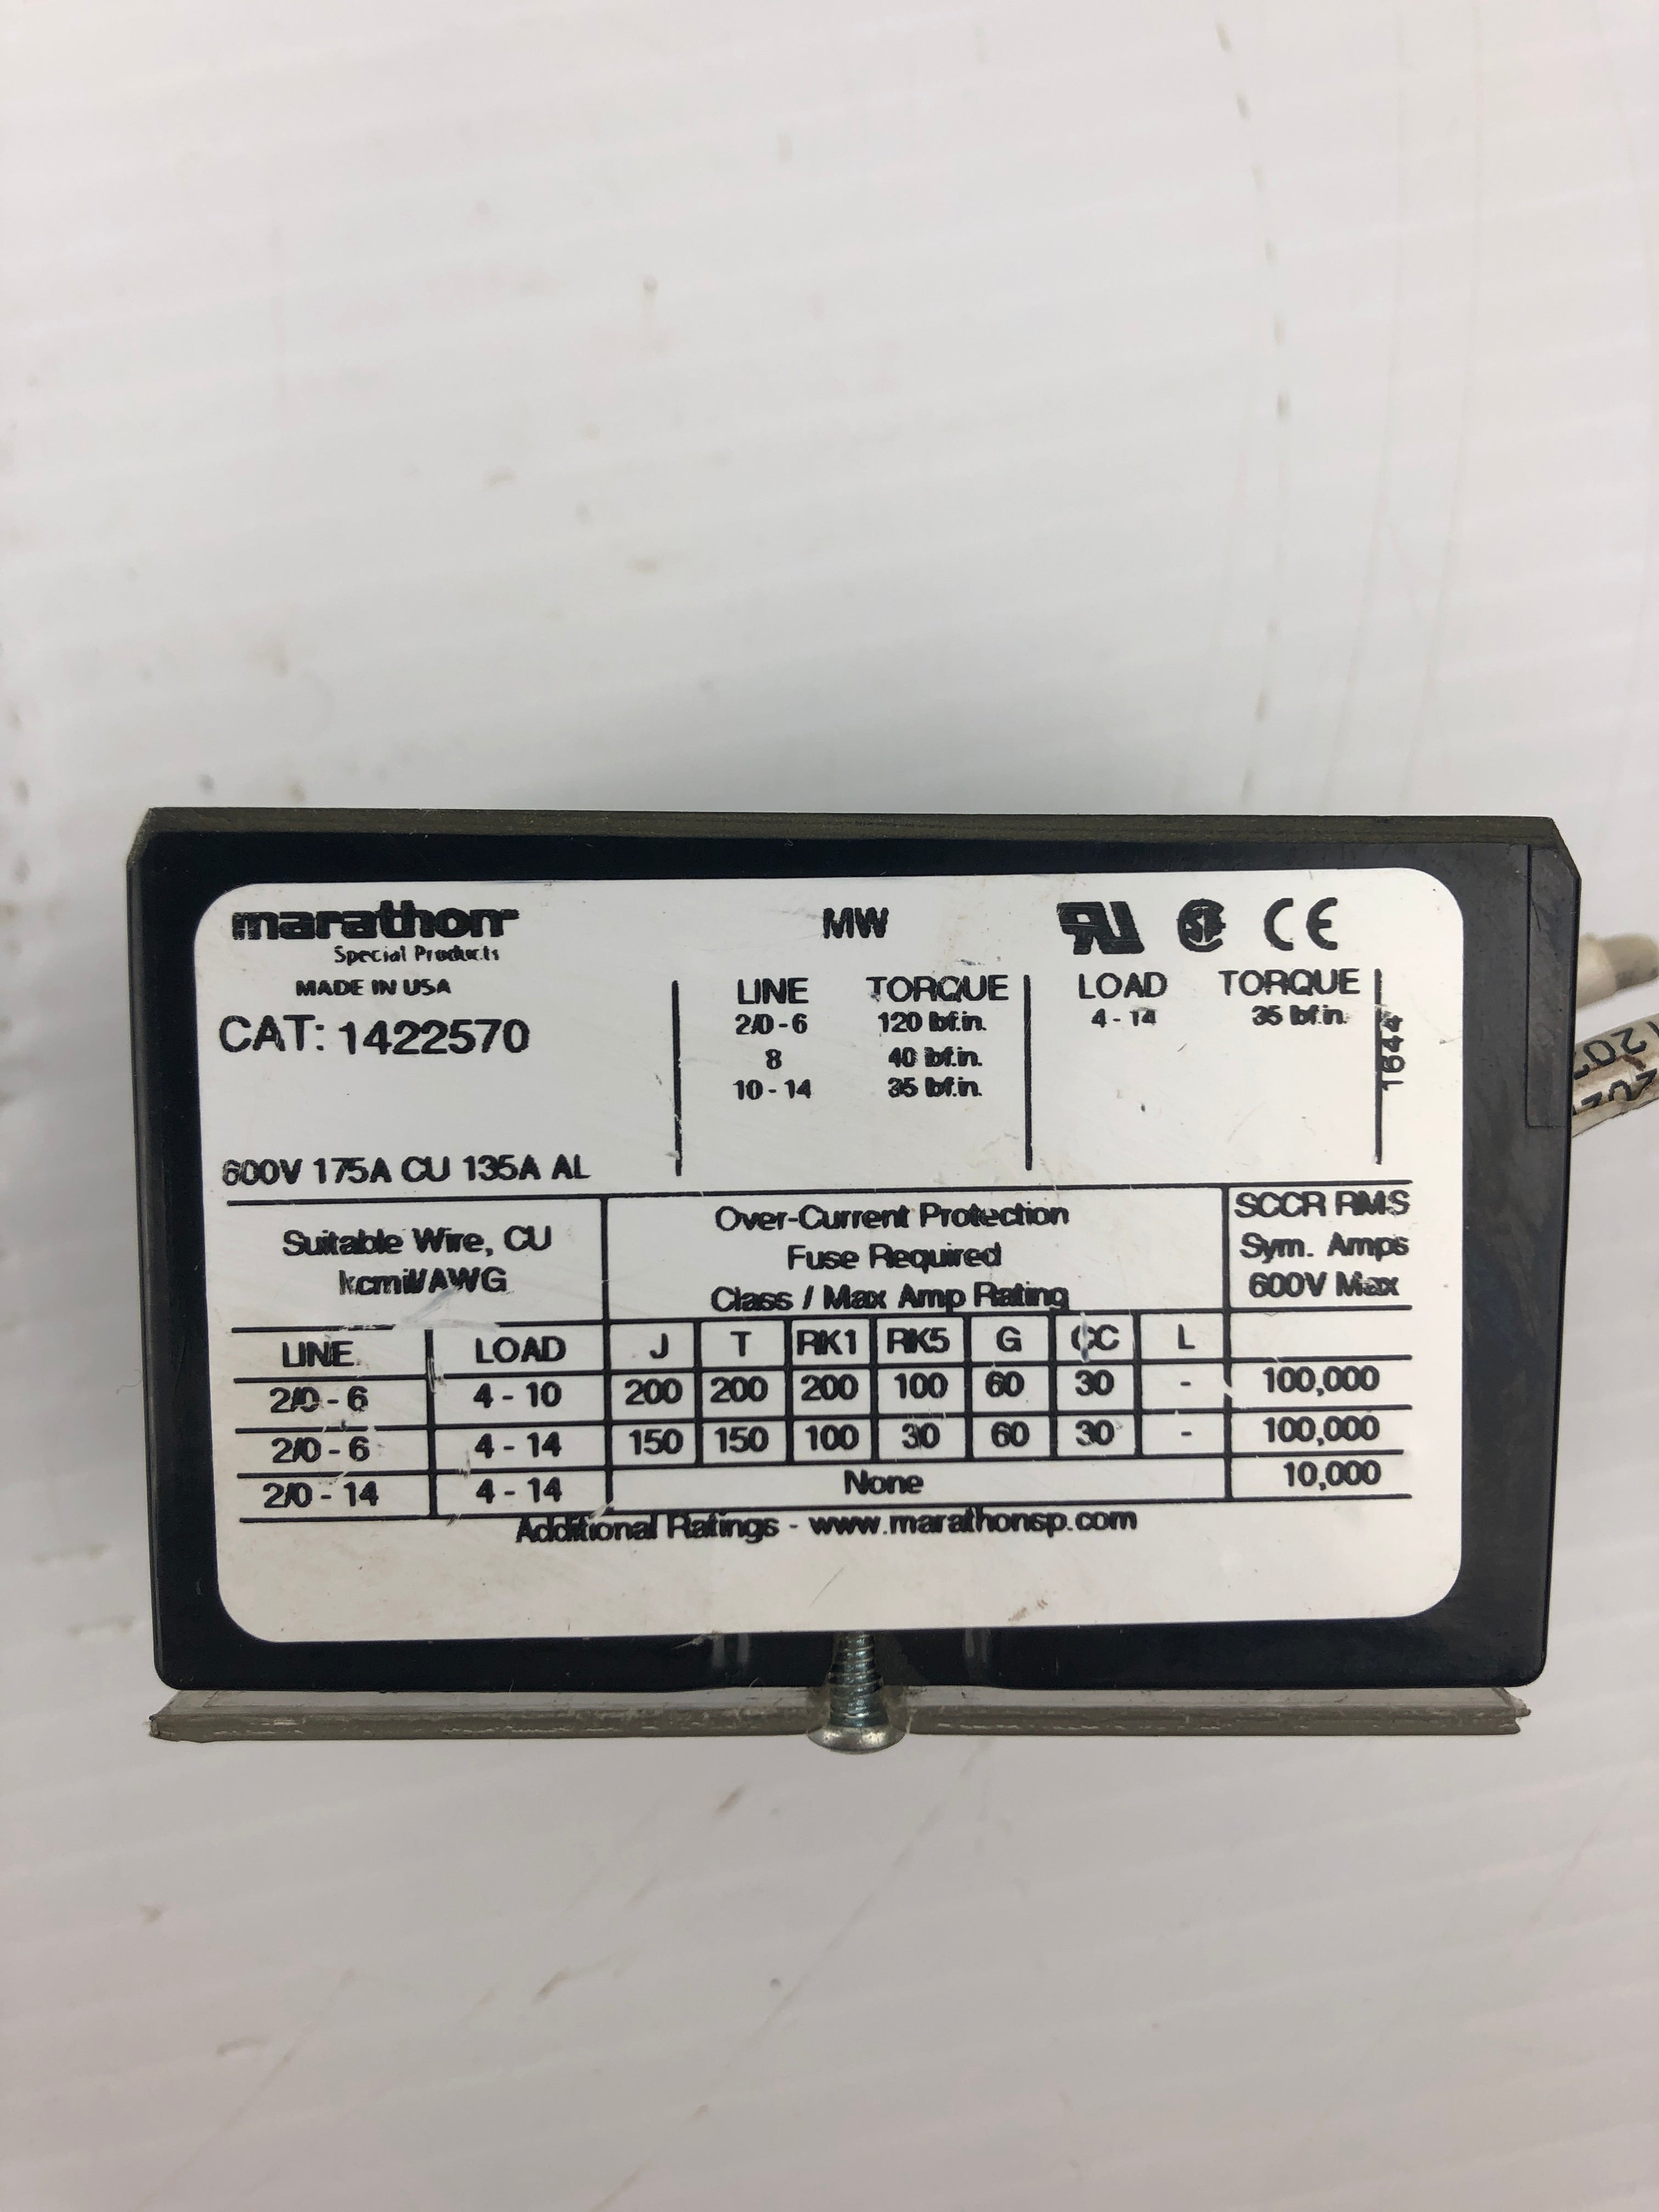 marathon
Special Products
MADE IN USA
CAT: 1422570
600V 175A CU 135A AL
MW
LINE TORQUE
2/0 - 6 120 lbf.in.
8 40 lbf.in.
10 - 14 35 lbf.in.
LOAD TORQUE
4 - 14 35 lbf.in.
1644
CE
Suitable Wire, CU
kcmil/AWG
Over-Current Protection
Fuse Required
Class / Max Amp Rating
SCCR RMS
Sym. Amps
600V Max
LINE LOAD J T RK1 RK5 G CC L
2/0 - 6 4 - 10 200 200 200 100 60 30 - 100,000
2/0 - 6 4 - 14 150 150 100 30 60 30 - 100,000
2/0 - 14 4 - 14 None 10,000
Additional Ratings - www.marathonsp.com